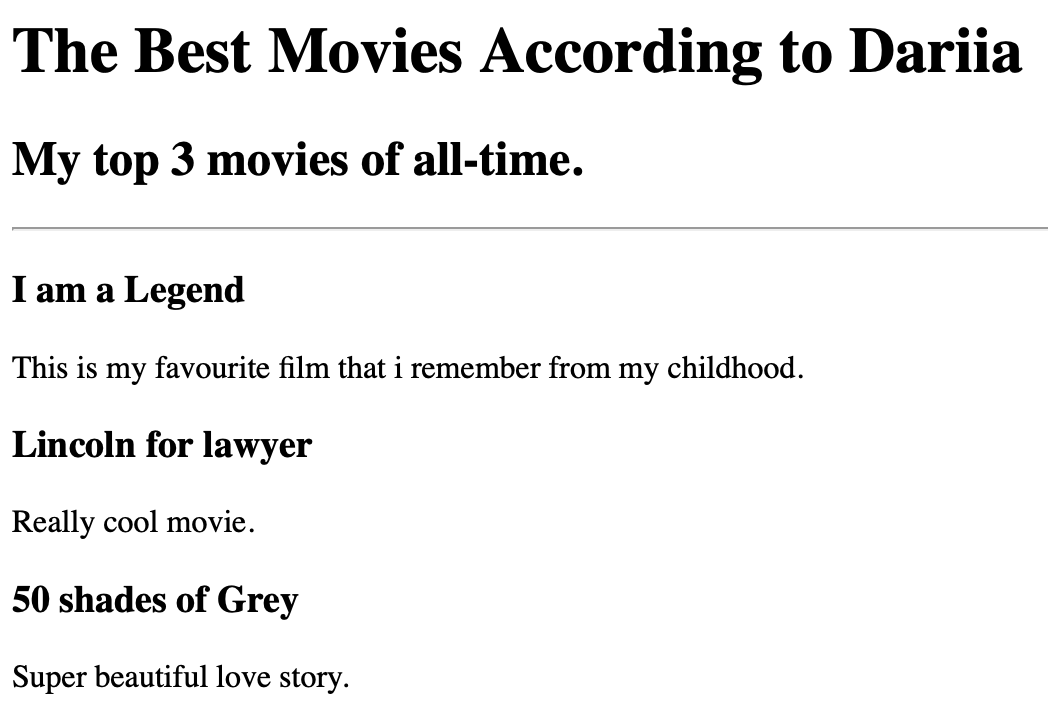 The Best Movies According to Dariia
My top 3 movies of all-time.
I am a Legend
This is my favourite film that i remember from my childhood.
Lincoln for lawyer
Really cool movie.
50 shades of Grey
Super beautiful love story.